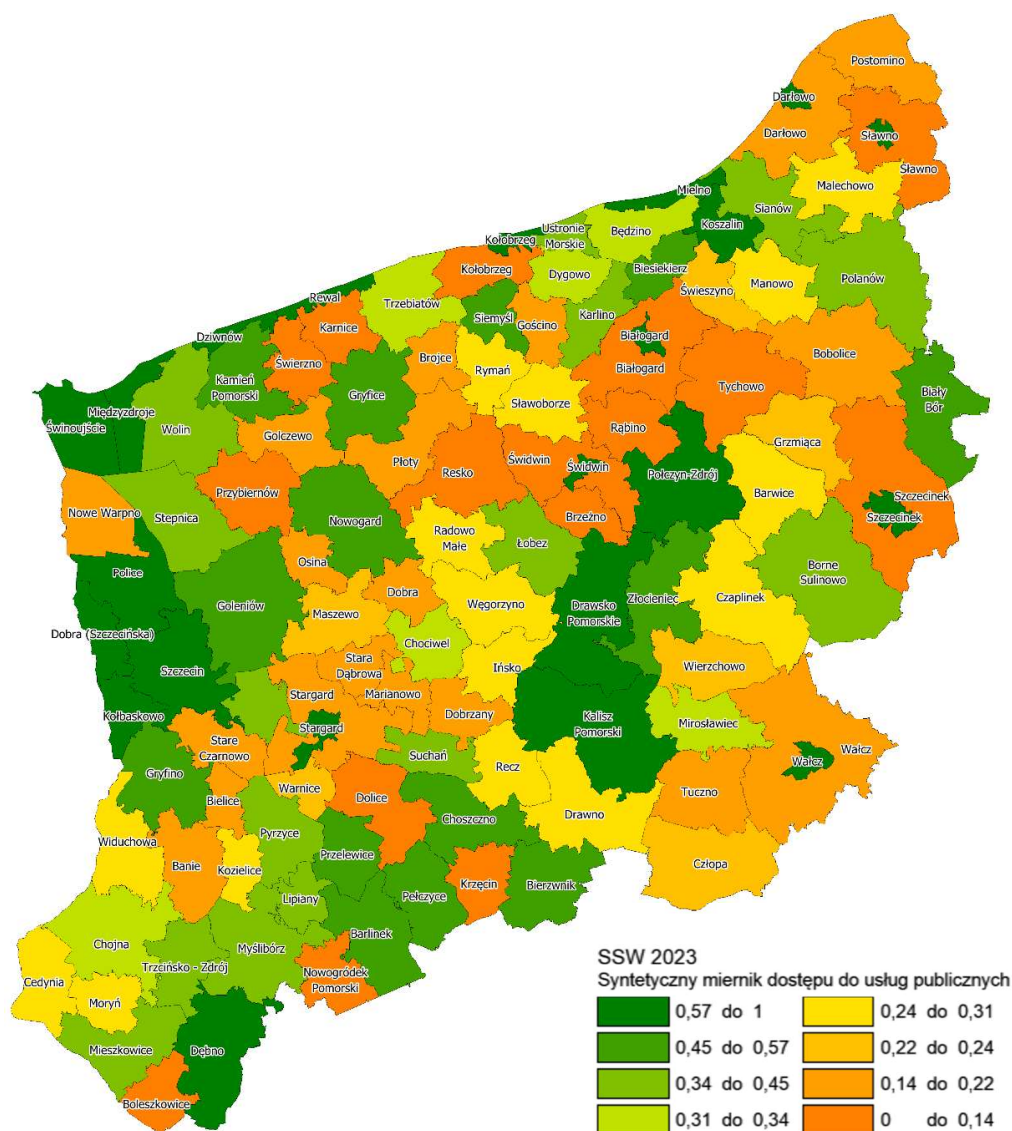 Postomino
Darłowo
Darłowo
Sławno
Sławno
Malechowo
Mielno
Sianów
Koszalin
Ustronie
Morskie
Będzino
Kołobrzeg
Kołobrzeg
Dygowo
Biesiekierz
Świeszyno
Manowo
Polanów
Rewal
Trzebiatów
Karnice
Siemyśl
Gościno
Karlino
Białogard
Białogard
Bobolice
Dziwnów
Świerzno
Brojce
Rymań
Tychowo
Biały
Bór
Kamień
Pomorski
Gryfice
Sławoborze
Międzyzdroje
Świnoujście
Wolin
Golczewo
Rąbino
Grzmiąca
Płoty
Resko
Świdwin
Świdwin
Połczyn-Zdrój
Przybiernów
Barwice
Szczecinek
Szczecinek
Nowe Warpno
Stepnica
Nowogard
Brzeżno
Radowo
Małe
Łobez
Osina
Borne
Sulinowo
Police
Dobra
Węgorzyno
Złocieniec
Czaplinek
Goleniów
Maszewo
Drawsko
Pomorskie
Dobra (Szczecińska)
Chociwel
Szczecin
Stara
Dąbrowa
Ińsko
Wierzchowo
Stargard
Marianowo
Kołbaskowo
Dobrzany
Kalisz
Pomorski
Mirosławiec
Stargard
Stare
Czarnowo
Suchań
Wałcz
Wałcz
Gryfino
Recz
Bielice
Warnice
Dolice
Tuczno
Drawno
Choszczno
Widuchowa
Pyrzyce
Banie
Kozielice
Przelewice
Człopa
Krzęcin
Bierzwnik
Lipiany
Pełczyce
Chojna
Barlinek
Myślibórz
Trzcińsko - Zdrój
Cedynia
Nowogródek
Pomorski
Moryń
Mieszkowice
Dębno
Boleszkowice
SSW 2023
Syntetyczny miernik dostępu do usług publicznych
0,57 do 1 0,24 do 0,31
0,45 do 0,57 0,22 do 0,24
0,34 do 0,45 0,14 do 0,22
0,31 do 0,34 0 do 0,14